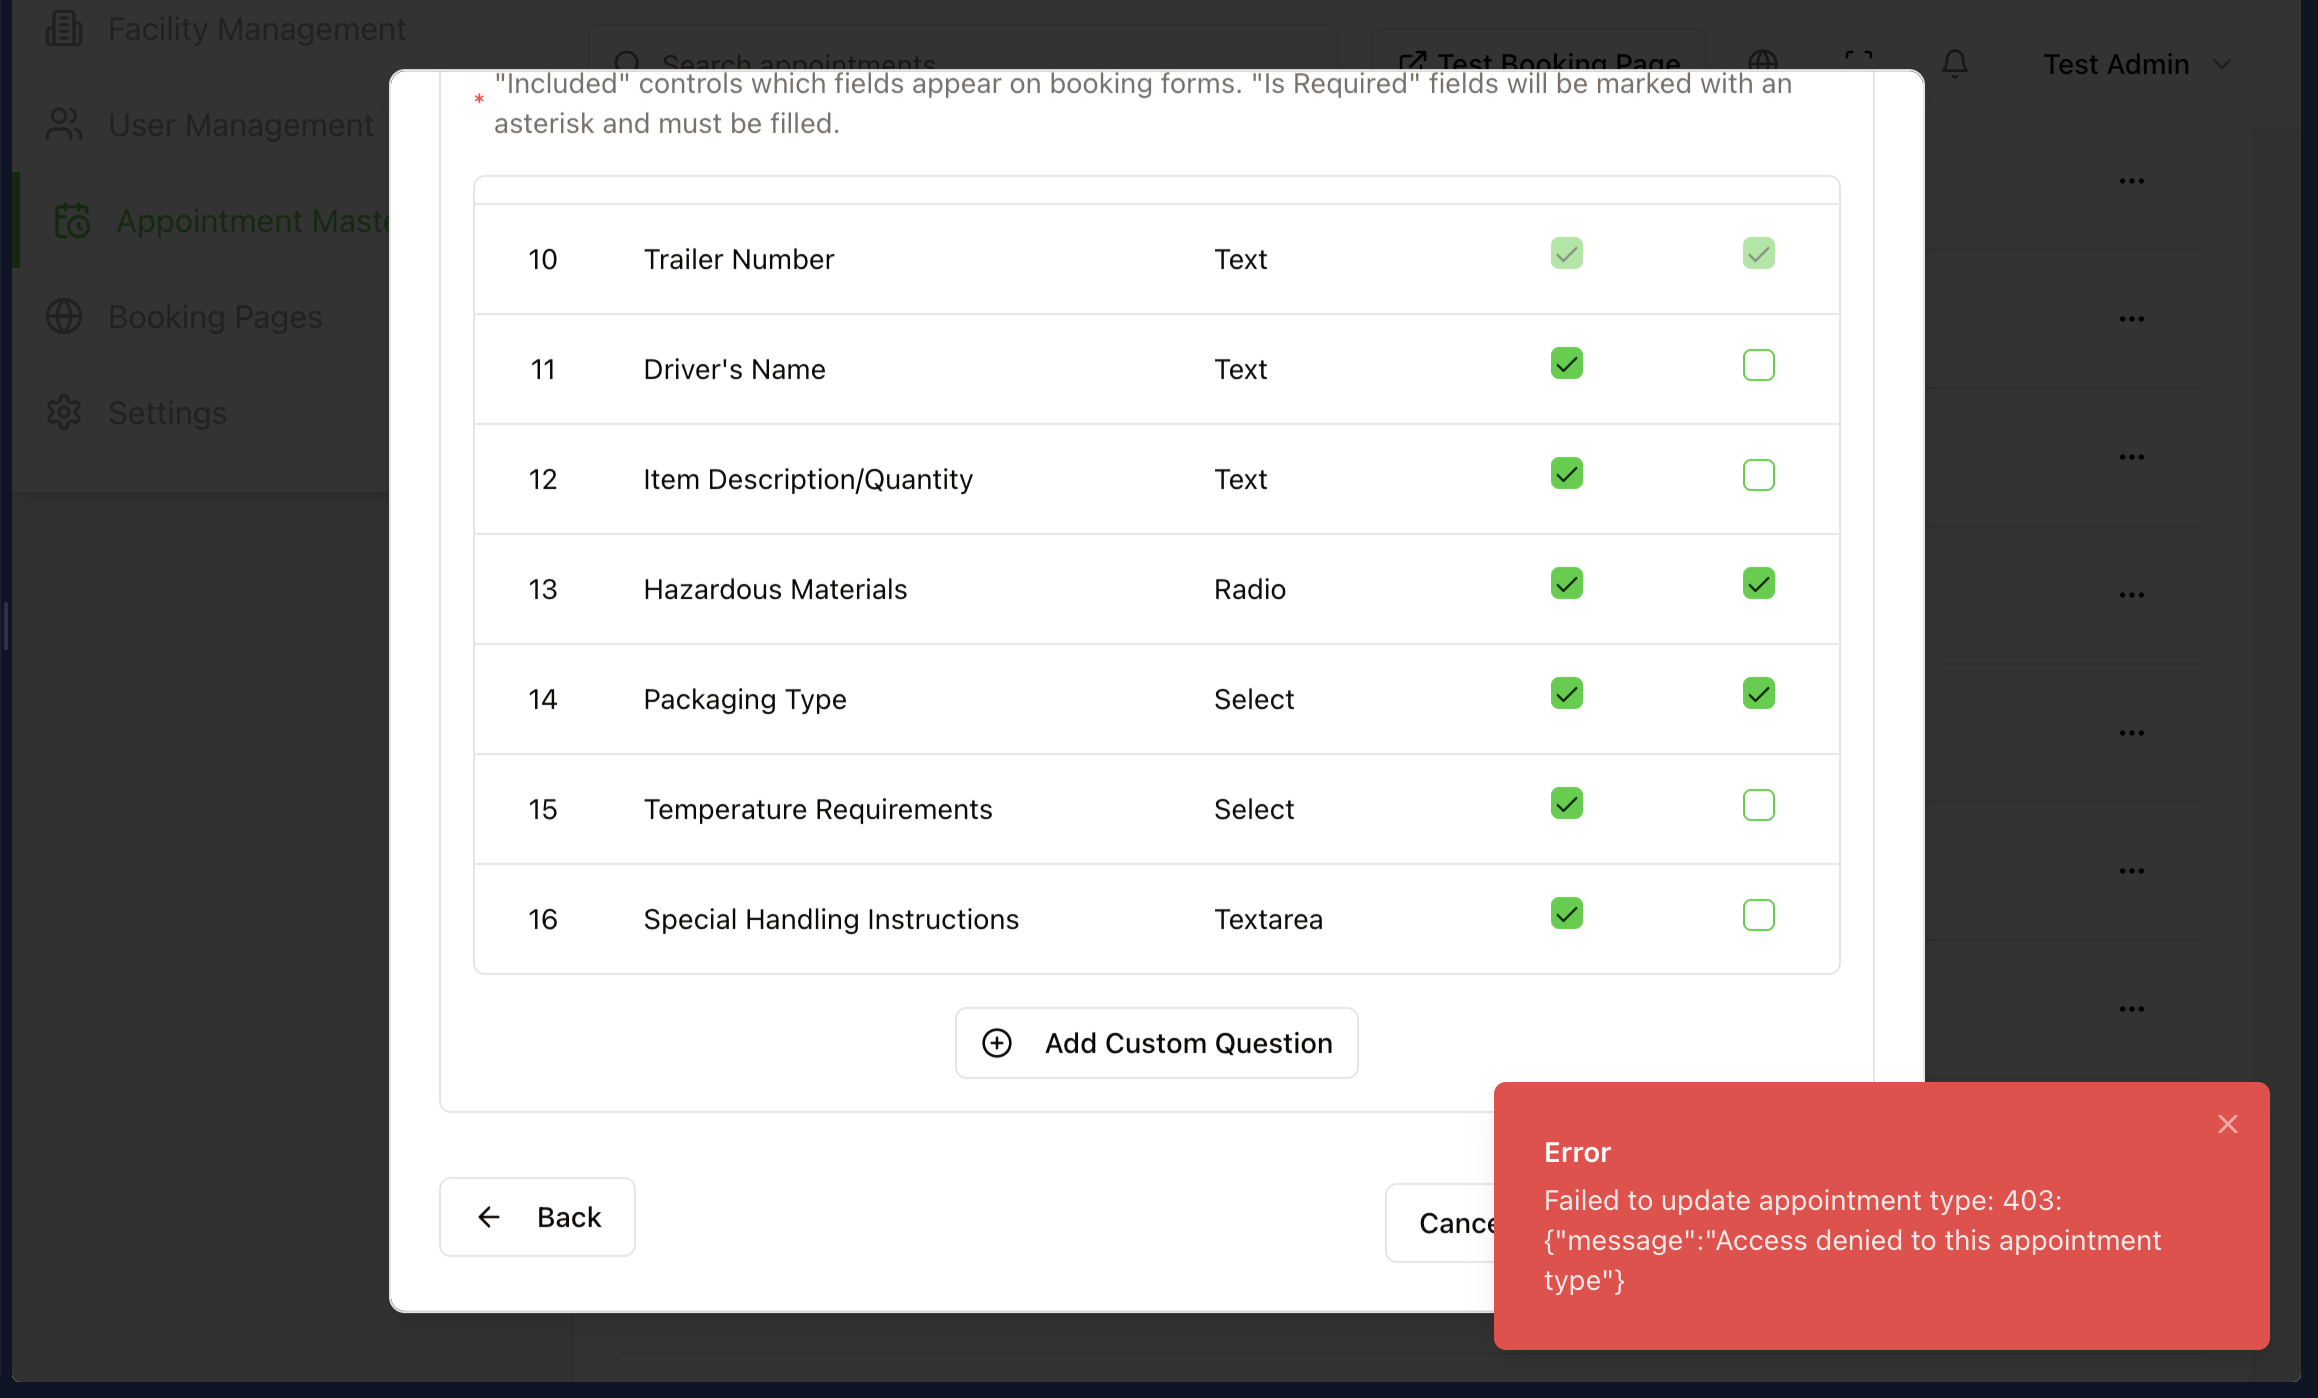 Facility Management
User Management
Appointment Maste
Booking Pages
Settings
Search appointments
Test Booking Page
Test Admin
* "Included" controls which fields appear on booking forms. "Is Required" fields will be marked with an
asterisk and must be filled.
10 Trailer Number Text
11 Driver's Name Text
12 Item Description/Quantity Text
13 Hazardous Materials Radio
14 Packaging Type Select
15 Temperature Requirements Select
16 Special Handling Instructions Textarea
Add Custom Question
Back
Cance
Error
Failed to update appointment type: 403:
{"message":"Access denied to this appointment
type"}